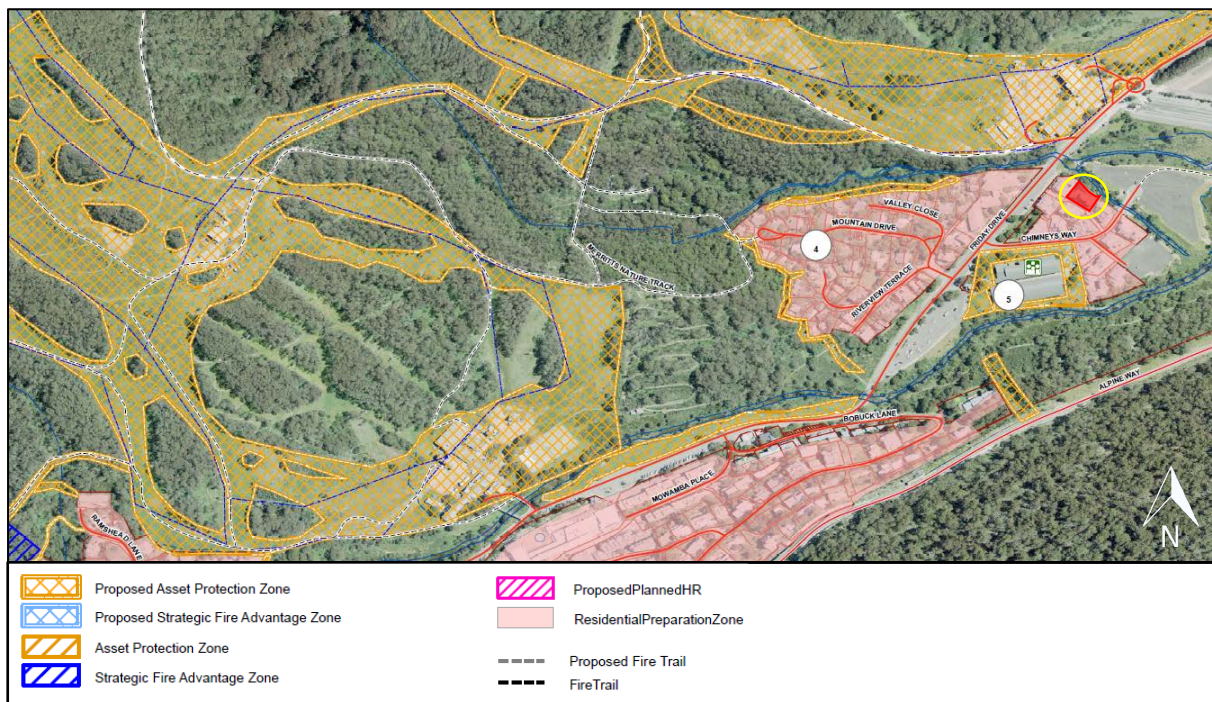 VALLEY CLOSE
MOUNTAIN DRIVE
FRIDAY DRIVE
CHIMNEYS WAY
4
MERRITTS NATURE TRACK
RIVERVIEW TERRACE
5
ALPINE WAY
BOBUCK LANE
MOWAMBA PLACE
RAMSHEAD LANE
N
Proposed Asset Protection Zone
Proposed Strategic Fire Advantage Zone
Asset Protection Zone
Strategic Fire Advantage Zone
ProposedPlannedHR
ResidentialPreparationZone
Proposed Fire Trail
FireTrail